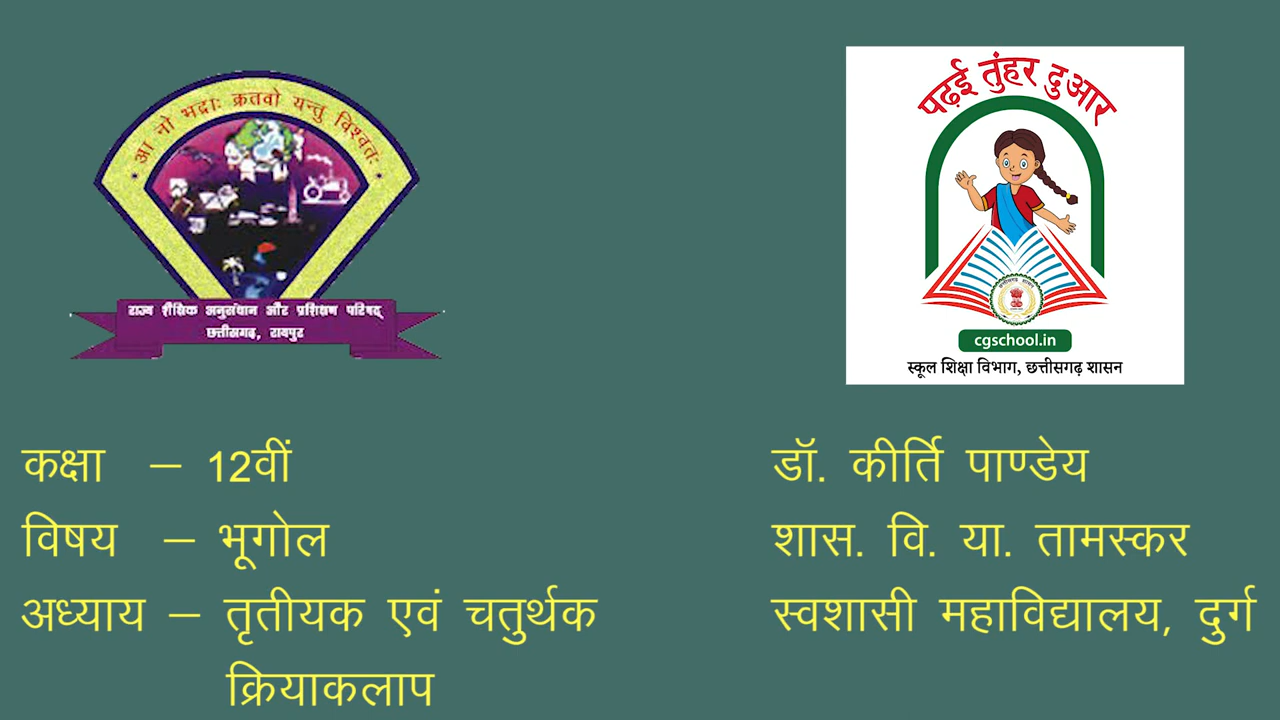 आ नो भद्राः क्रतवो यन्तु विश्वतः
राज्य शैक्षिक अनुसंधान और प्रशिक्षण परिषद्
छत्तीसगढ़, रायपुर
पढ़ई तुंहर दुआर
cgschool.in
स्कूल शिक्षा विभाग, छत्तीसगढ़ शासन
कक्षा – 12वीं
विषय – भूगोल
अध्याय – तृतीयक एवं चतुर्थक
क्रियाकलाप
डॉ. कीर्ति पाण्डेय
शास. वि. या. तामस्कर
स्वशासी महाविद्यालय, दुर्ग